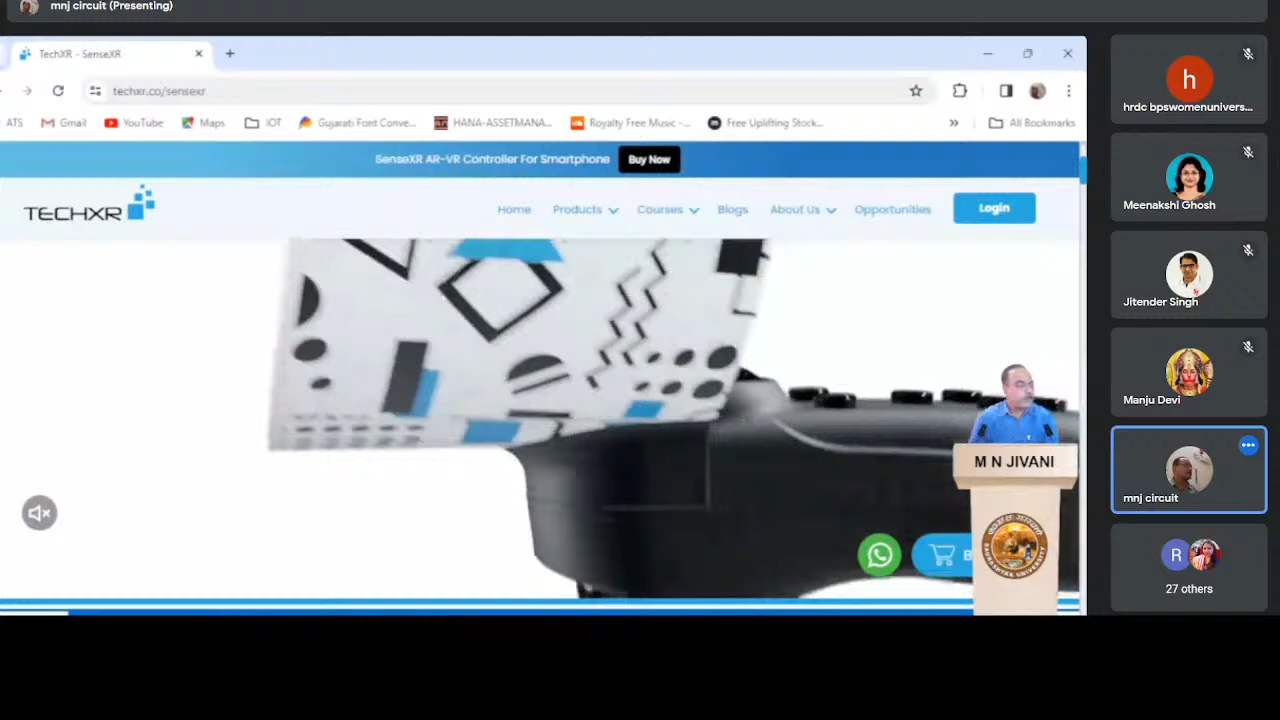 mnj circuit (Presenting)
TechXR - SenseXR
techxr.co/sensexr
ATS
Gmail
YouTube
Maps
IOT
Gujarati Font Conve...
HANA-ASSETMANA...
Royalty Free Music -...
Free Uplifting Stock...
»
All Bookmarks
SenseXR AR-VR Controller For Smartphone
Buy Now
TECHXR
Home
Products
Courses
Blogs
About Us
Opportunities
Login
B
M N JIVANI
SAURASHTRA UNIVERSITY
h
hrdc bpswomenunivers...
Meenakshi Ghosh
Jitender Singh
Manju Devi
mnj circuit
R
27 others